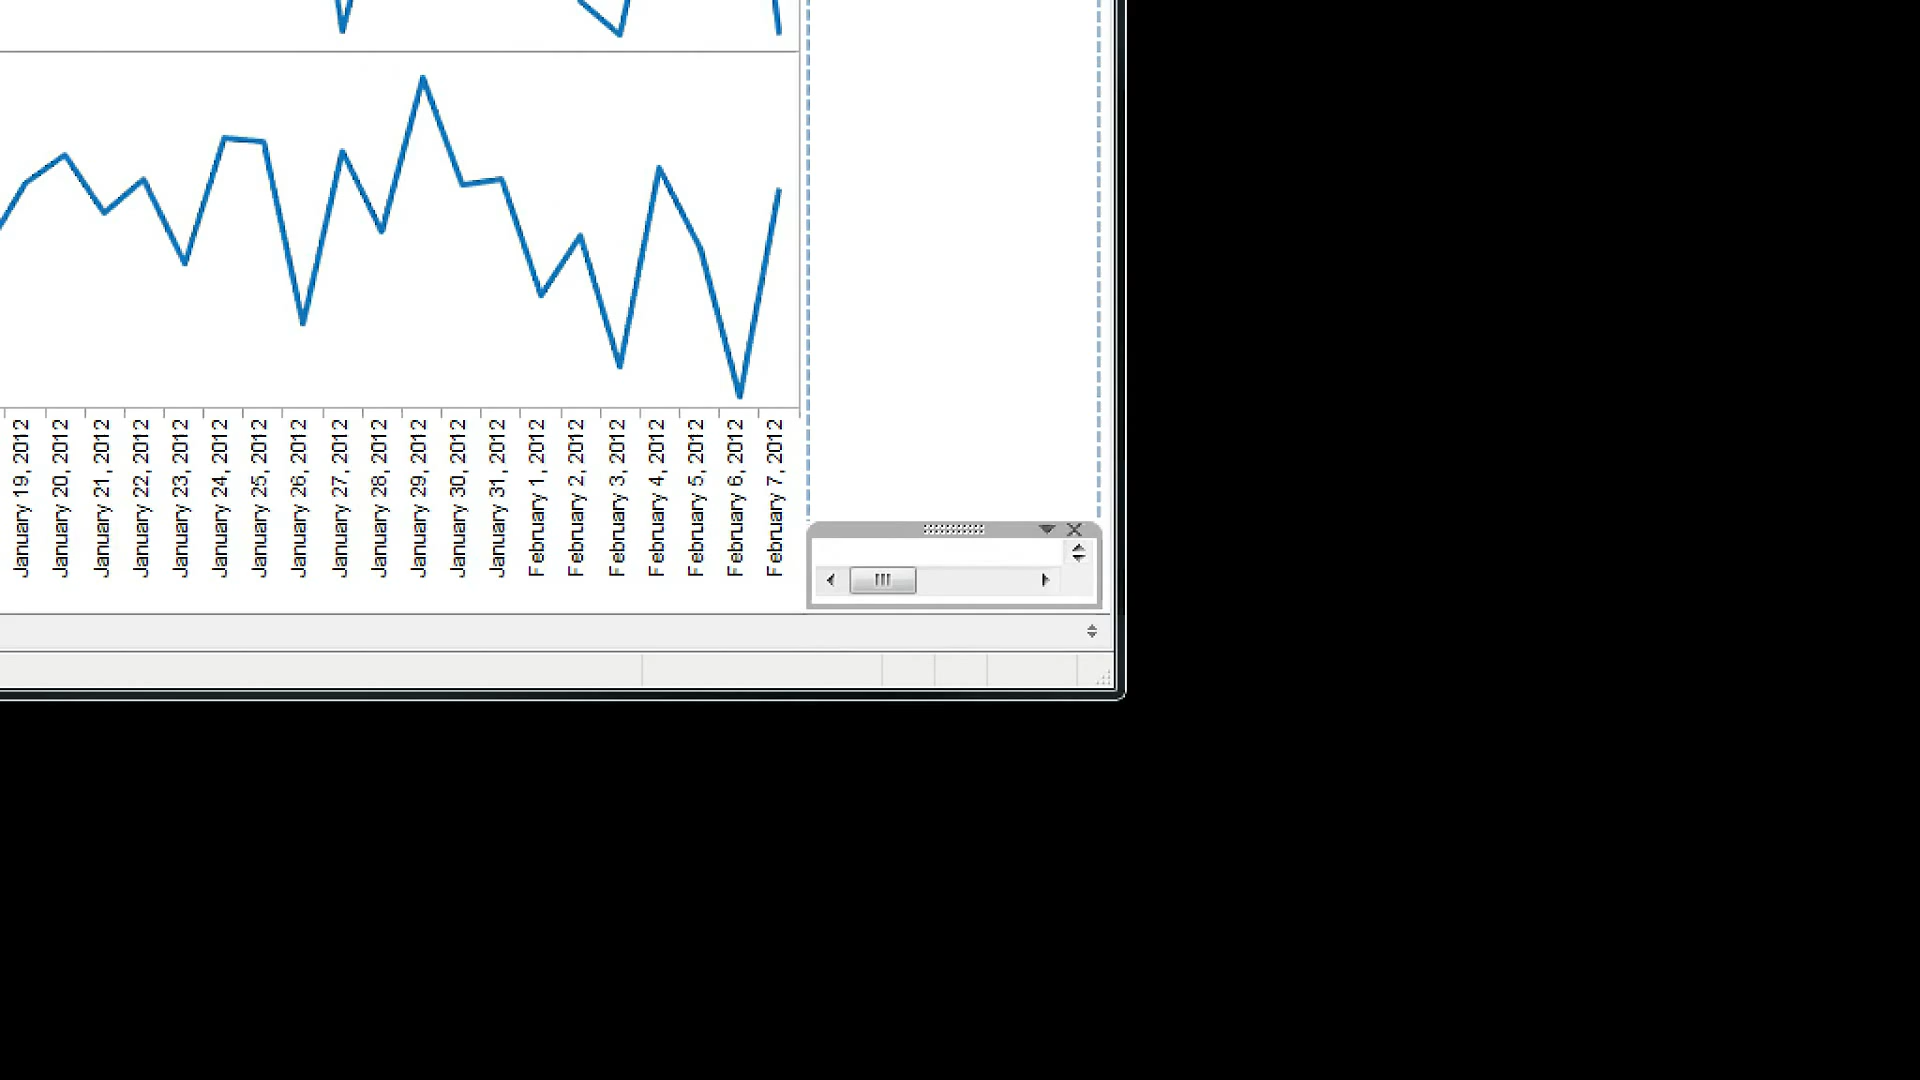 January 19, 2012
January 20, 2012
January 21, 2012
January 22, 2012
January 23, 2012
January 24, 2012
January 25, 2012
January 26, 2012
January 27, 2012
January 28, 2012
January 29, 2012
January 30, 2012
January 31, 2012
February 1, 2012
February 2, 2012
February 3, 2012
February 4, 2012
February 5, 2012
February 6, 2012
February 7, 2012